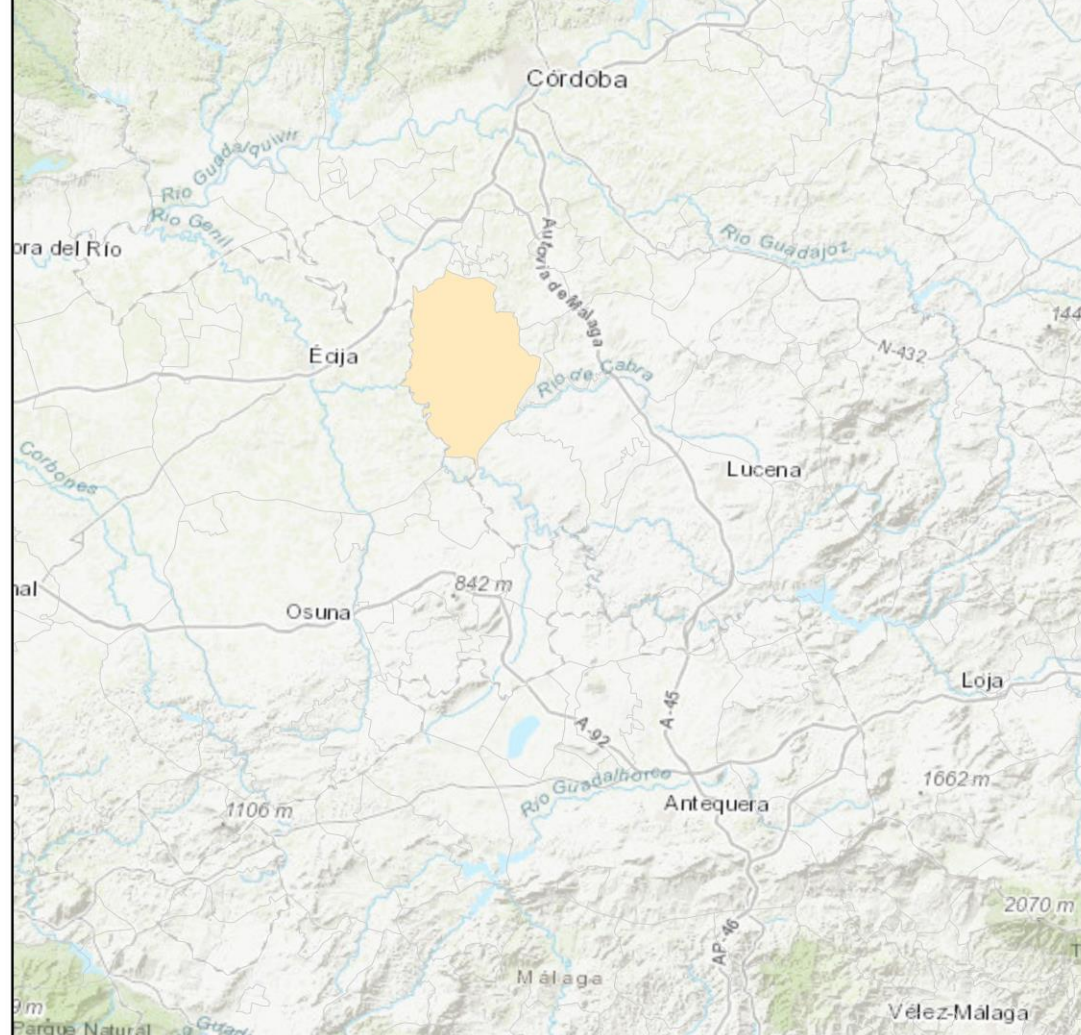 Córdoba
Río Guadalquivir
Río Genil
ora del Río
Río Guadajoz
Autovía de Málaga
144
N-432
Écija
Río de Cabra
Corbones
Lucena
842 m
nal
Osuna
Loja
A-45
A-92
Río Guadalhorce
1662 m
Antequera
1106 m
2070 m
AP-46
Málaga
9 m
Vélez-Málaga
Parque Natural
Guad